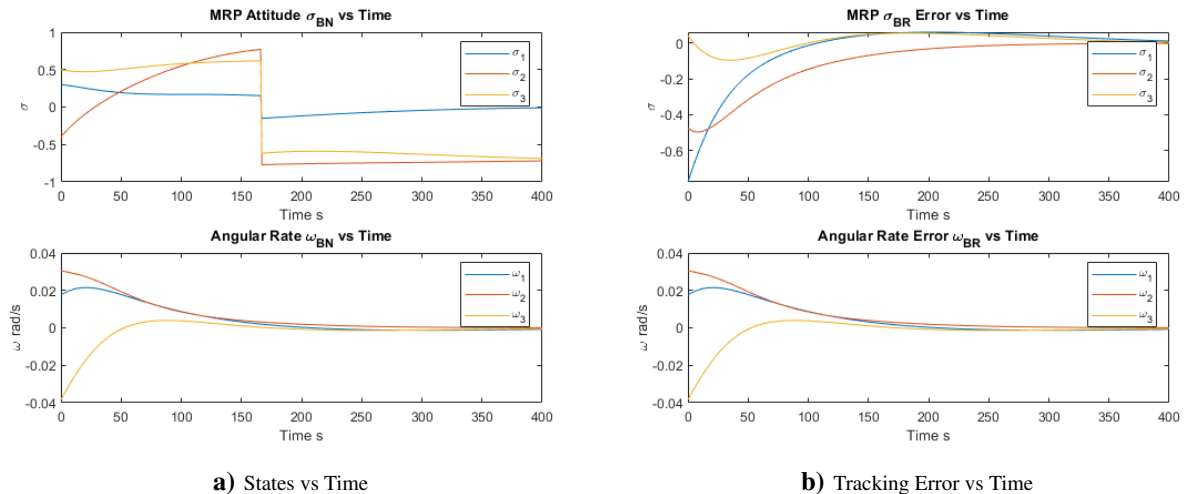 MRP Attitude σBN vs Time
1
0.5
0
-0.5
-1
σ
σ1
σ2
σ3
0 50 100 150 200 250 300 350 400
Time s
Angular Rate ωBN vs Time
0.04
0.02
0
-0.02
-0.04
ω rad/s
ω1
ω2
ω3
0 50 100 150 200 250 300 350 400
Time s
a) States vs Time
MRP σBR Error vs Time
0
-0.2
-0.4
-0.6
σ
σ1
σ2
σ3
0 50 100 150 200 250 300 350 400
Time s
Angular Rate Error ωBR vs Time
0.04
0.02
0
-0.02
-0.04
ω rad/s
ω1
ω2
ω3
0 50 100 150 200 250 300 350 400
Time s
b) Tracking Error vs Time